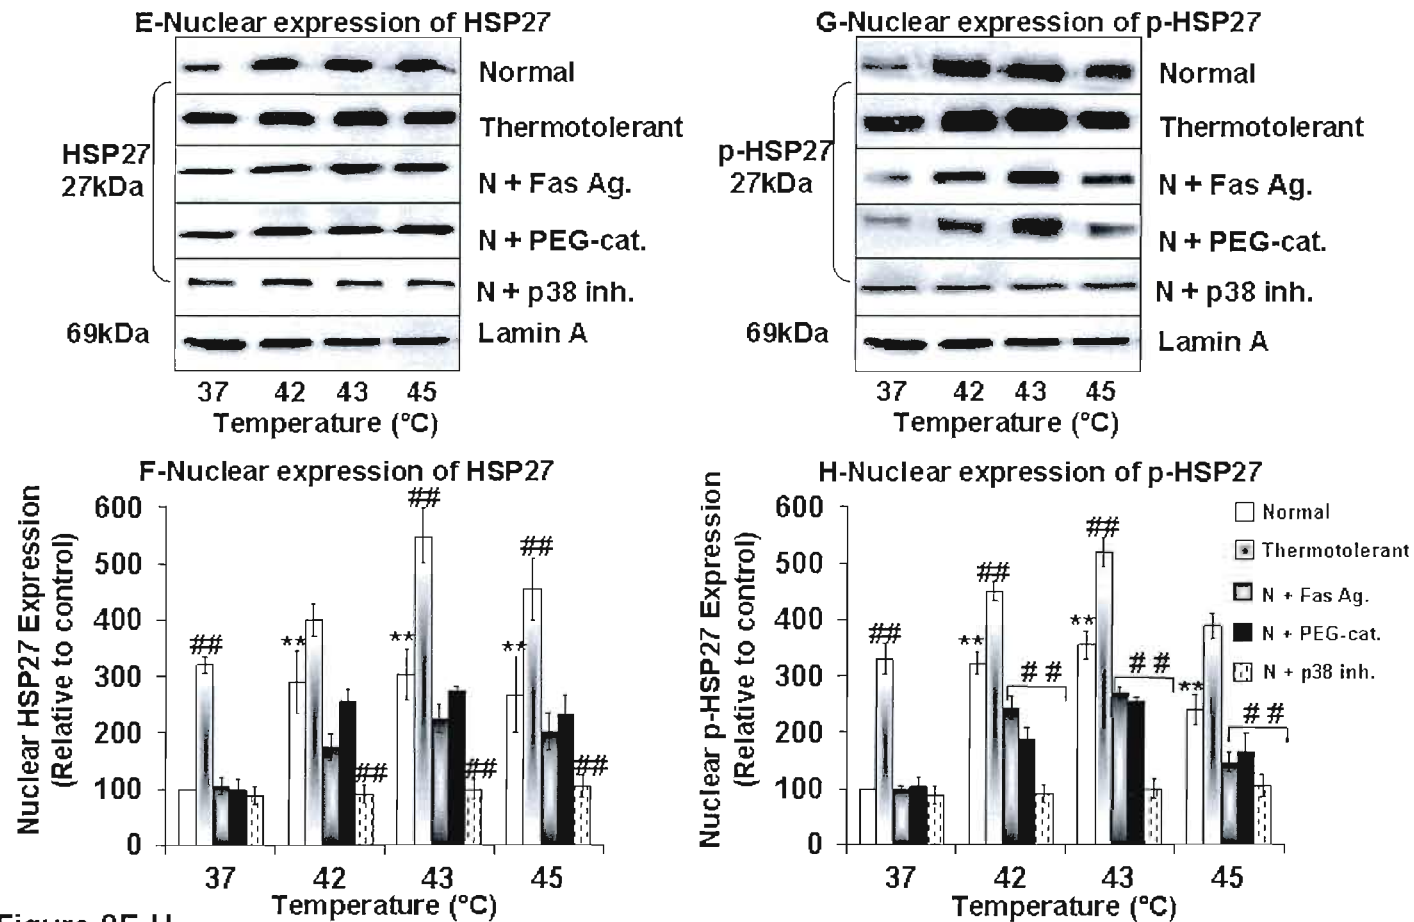 E-Nuclear expression of HSP27
Normal
Thermotolerant
HSP27
27kDa
N + Fas Ag.
N + PEG-cat.
N + p38 inh.
69kDa
Lamin A
37 42 43 45
Temperature (°C)
G-Nuclear expression of p-HSP27
Normal
Thermotolerant
p-HSP27
27kDa
N + Fas Ag.
N + PEG-cat.
N + p38 inh.
69kDa
Lamin A
37 42 43 45
Temperature (°C)
F-Nuclear expression of HSP27
Nuclear HSP27 Expression
(Relative to control)
600
500
400
300
200
100
0
##
**
##
**
##
##
**
##
##
37 42 43 45
Temperature (°C)
H-Nuclear expression of p-HSP27
Nuclear p-HSP27 Expression
(Relative to control)
600
500
400
300
200
100
0
##
**
##
##
**
##
##
**
##
37 42 43 45
Temperature (°C)
Normal
Thermotolerant
N + Fas Ag.
N + PEG-cat.
N + p38 inh.